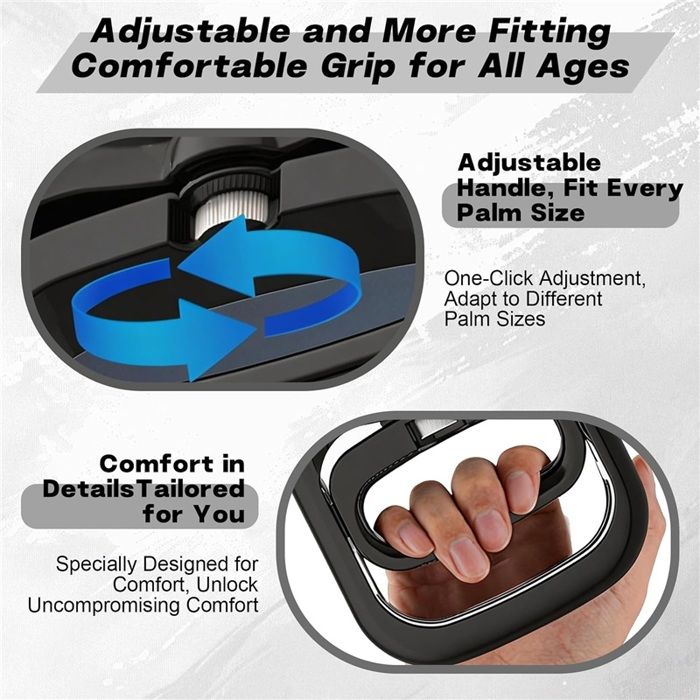 Adjustable and More Fitting
Comfortable Grip for All Ages
Adjustable
Handle, Fit Every
Palm Size
One-Click Adjustment,
Adapt to Different
Palm Sizes
Comfort in
DetailsTailored
for You
Specially Designed for
Comfort, Unlock
Uncompromising Comfort